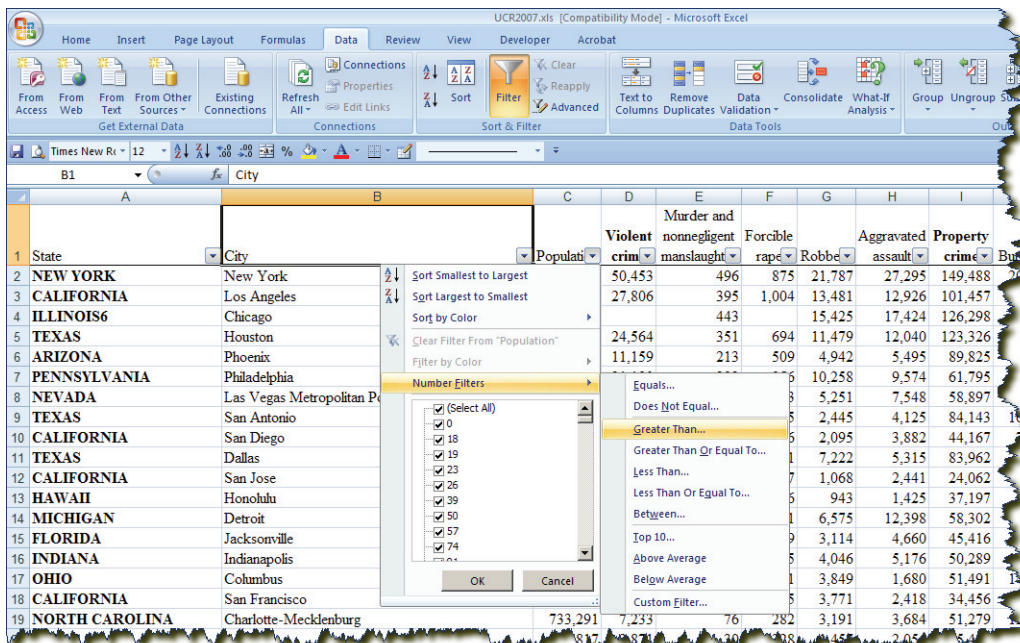 UCR2007.xls [Compatibility Mode] - Microsoft Excel
Home Insert Page Layout Formulas Data Review View Developer Acrobat
From Access From Web From Text From Other Sources Existing Connections Refresh All Connections Properties Edit Links Sort Filter Clear Reapply Advanced Text to Columns Remove Duplicates Data Validation Consolidate What-If Analysis Group Ungroup
Get External Data Connections Sort & Filter Data Tools
Times New Ro 12
B1 fx City
A B C D E F G H I
1 State City Populati Violent crim Murder and nonnegligent manslaught Forcible rape Robbe Aggravated assault Property crime Bu
2 NEW YORK New York 50,453 496 875 21,787 27,295 149,488
3 CALIFORNIA Los Angeles 27,806 395 1,004 13,481 12,926 101,457
4 ILLINOIS6 Chicago 443 15,425 17,424 126,298
5 TEXAS Houston 24,564 351 694 11,479 12,040 123,326
6 ARIZONA Phoenix 11,159 213 509 4,942 5,495 89,825
7 PENNSYLVANIA Philadelphia 10,258 9,574 61,795
8 NEVADA Las Vegas Metropolitan Po 5,251 7,548 58,897
9 TEXAS San Antonio 2,445 4,125 84,143
10 CALIFORNIA San Diego 2,095 3,882 44,167
11 TEXAS Dallas 7,222 5,315 83,962
12 CALIFORNIA San Jose 1,068 2,441 24,062
13 HAWAII Honolulu 943 1,425 37,197
14 MICHIGAN Detroit 6,575 12,398 58,302
15 FLORIDA Jacksonville 3,114 4,660 45,416
16 INDIANA Indianapolis 4,046 5,176 50,289
17 OHIO Columbus 3,849 1,680 51,491
18 CALIFORNIA San Francisco 3,771 2,418 34,456
19 NORTH CAROLINA Charlotte-Mecklenburg 733,291 7,233 76 282 3,191 3,684 51,279
Sort Smallest to Largest
Sort Largest to Smallest
Sort by Color
Clear Filter From "Population"
Filter by Color
Number Filters
(Select All)
0
18
19
23
26
39
50
57
74
OK Cancel
Equals...
Does Not Equal...
Greater Than...
Greater Than Or Equal To...
Less Than...
Less Than Or Equal To...
Between...
Top 10...
Above Average
Below Average
Custom Filter...